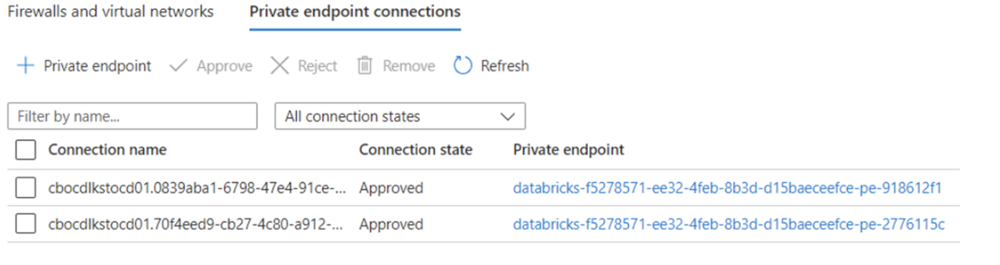 Firewalls and virtual networks Private endpoint connections
Private endpoint Approve Reject Remove Refresh
Filter by name... All connection states
Connection name Connection state Private endpoint
cbocdlkstocd01.0839aba1-6798-47e4-91ce-... Approved databricks-f5278571-ee32-4feb-8b3d-d15baeceefce-pe-918612f1
cbocdlkstocd01.70f4eed9-cb27-4c80-a912-... Approved databricks-f5278571-ee32-4feb-8b3d-d15baeceefce-pe-2776115c